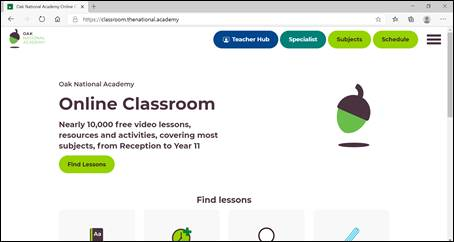 Oak National Academy Online C
https://classroom.thenational.academy
OAK
NATIONAL
ACADEMY
Teacher Hub
Specialist
Subjects
Schedule
Oak National Academy
Online Classroom
Nearly 10,000 free video lessons,
resources and activities, covering most
subjects, from Reception to Year 11
Find Lessons
Find lessons
Aa